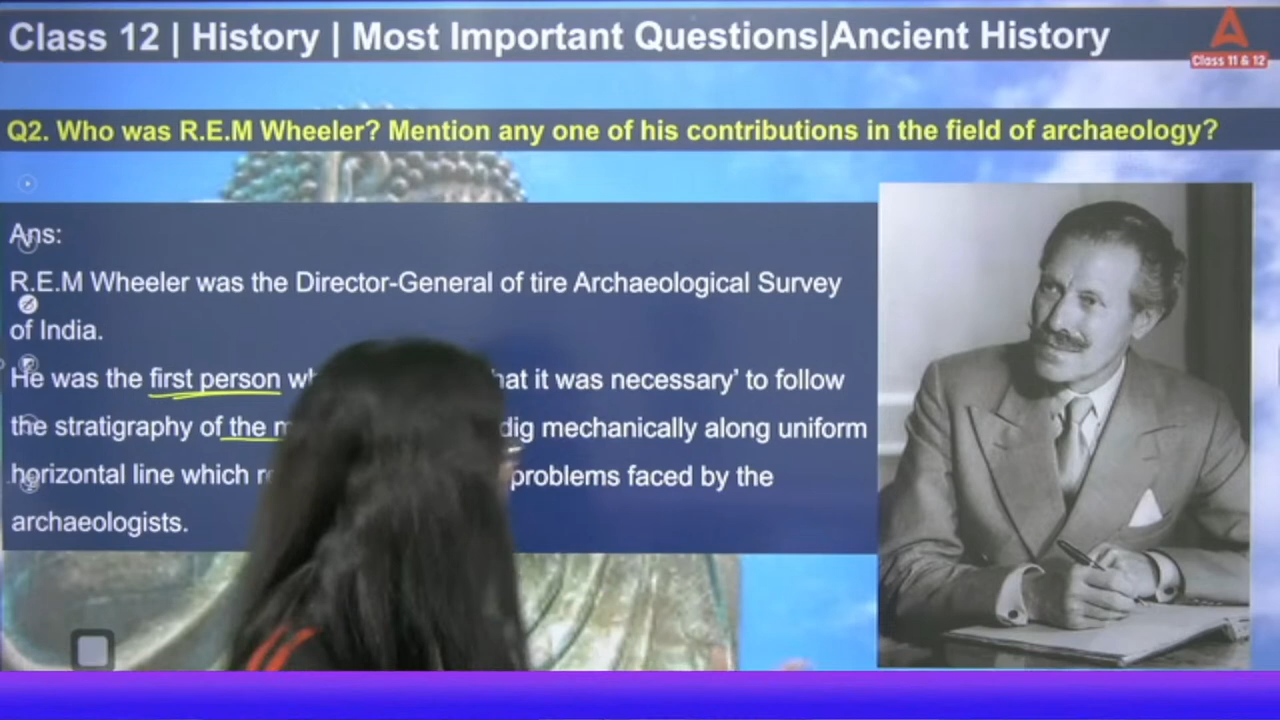 Class 12 | History | Most Important Questions|Ancient History
Class 11 & 12
Q2. Who was R.E.M Wheeler? Mention any one of his contributions in the field of archaeology?
Ans:
R.E.M Wheeler was the Director-General of tire Archaeological Survey
of India.
He was the first person it was necessary’ to follow
the stratigraphy of the dig mechanically along uniform
horizontal line which problems faced by the
archaeologists.